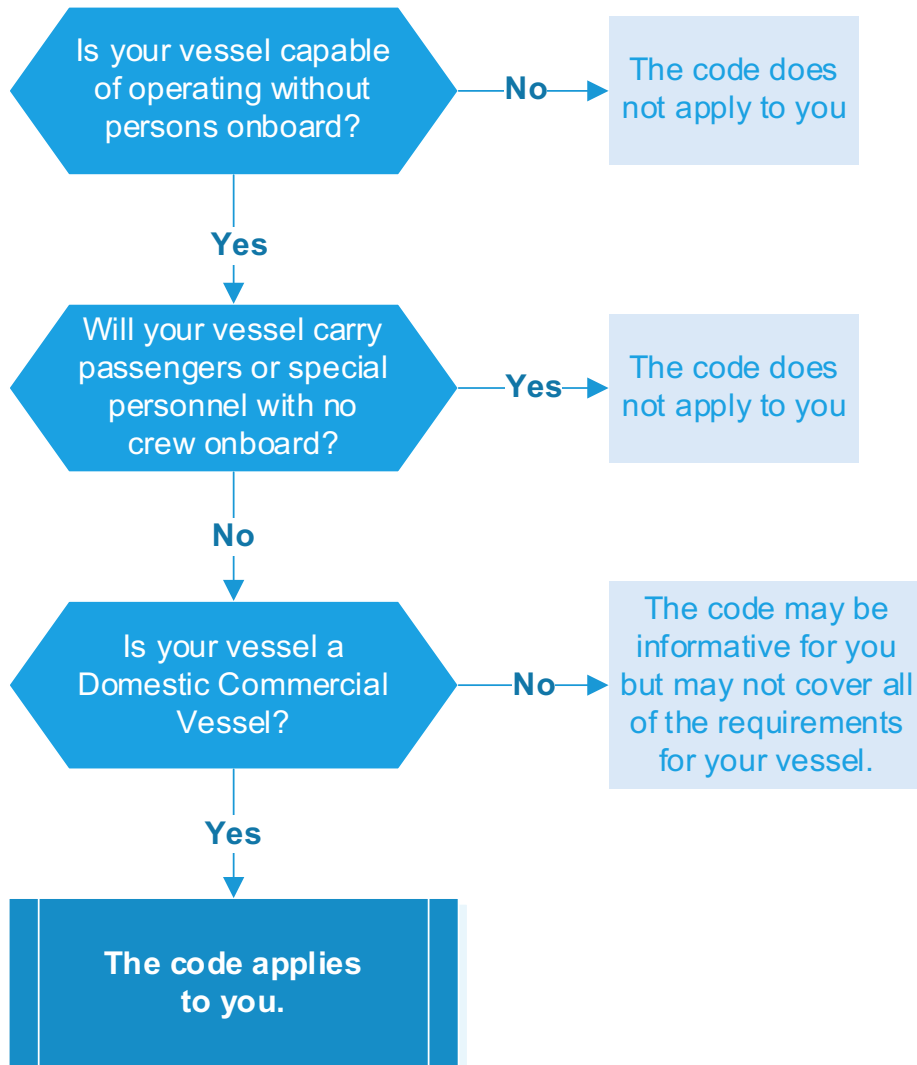 Is your vessel capable
of operating without
persons onboard?
No
The code does
not apply to you
Yes
Will your vessel carry
passengers or special
personnel with no
crew onboard?
Yes
The code does
not apply to you
No
Is your vessel a
Domestic Commercial
Vessel?
No
The code may be
informative for you
but may not cover all
of the requirements
for your vessel.
Yes
The code applies
to you.